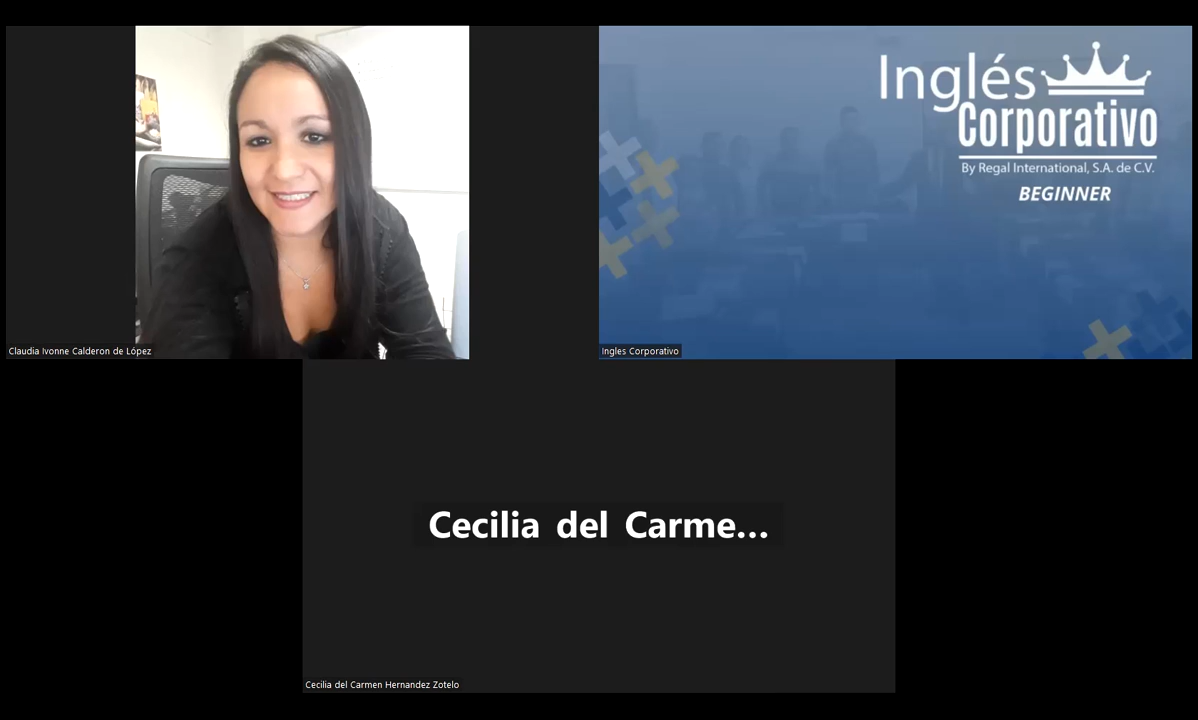 Inglés
Corporativo
By Regal International, S.A. de C.V.
BEGINNER
Claudia Ivonne Calderon de López
Ingles Corporativo
Cecilia del Carme...
Cecilia del Carmen Hernandez Zotelo